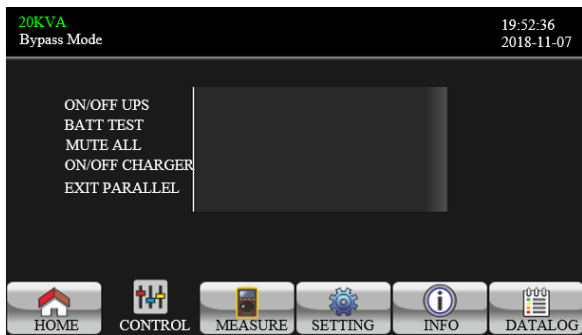 20KVA
Bypass Mode
19:52:36
2018-11-07
ON/OFF UPS
BATT TEST
MUTE ALL
ON/OFF CHARGER
EXIT PARALLEL
HOME
CONTROL
MEASURE
SETTING
INFO
DATALOG